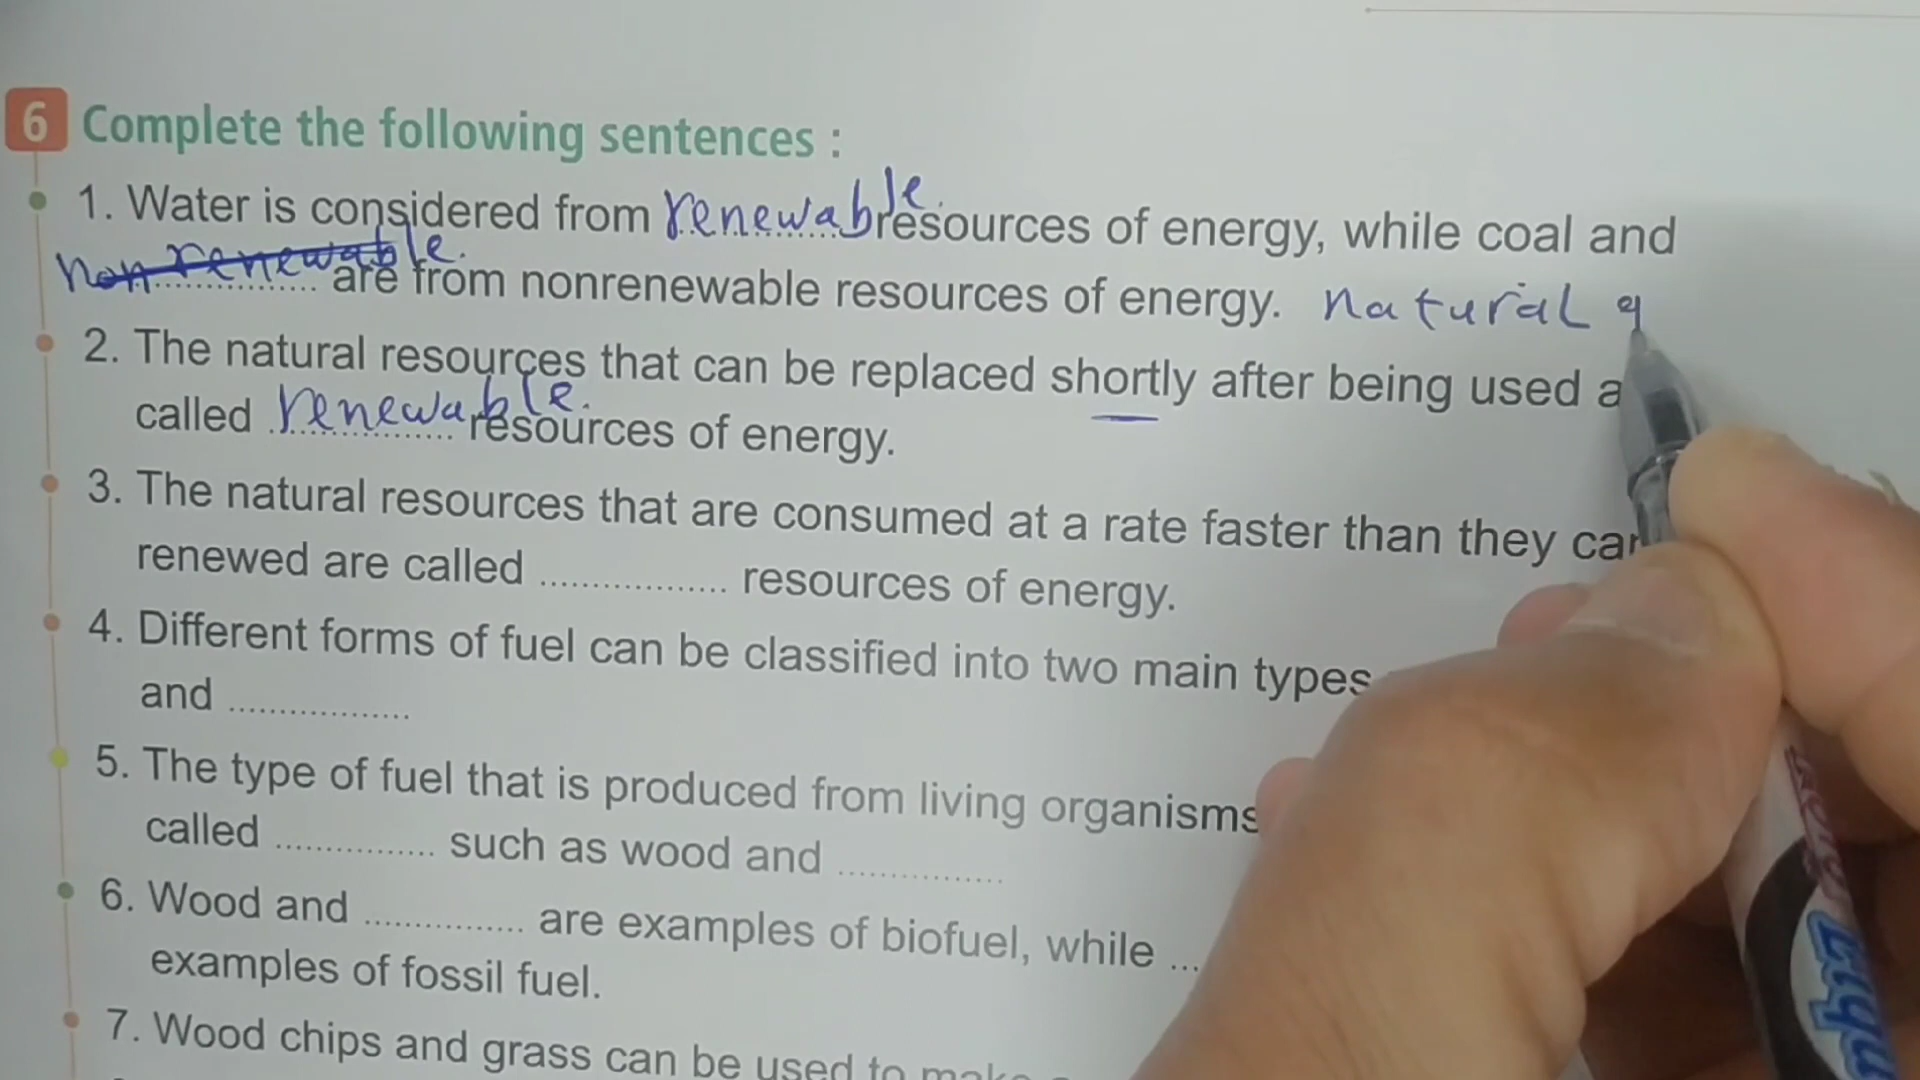 6 Complete the following sentences :
1. Water is considered from renewable resources of energy, while coal and
non renewable. are from nonrenewable resources of energy. natural g
2. The natural resources that can be replaced shortly after being used a
called renewable. resources of energy.
3. The natural resources that are consumed at a rate faster than they can
renewed are called .................. resources of energy.
4. Different forms of fuel can be classified into two main types
and ..................
5. The type of fuel that is produced from living organisms
called ................ such as wood and ................
6. Wood and ................ are examples of biofuel, while ...
examples of fossil fuel.
7. Wood chips and grass can be used to make